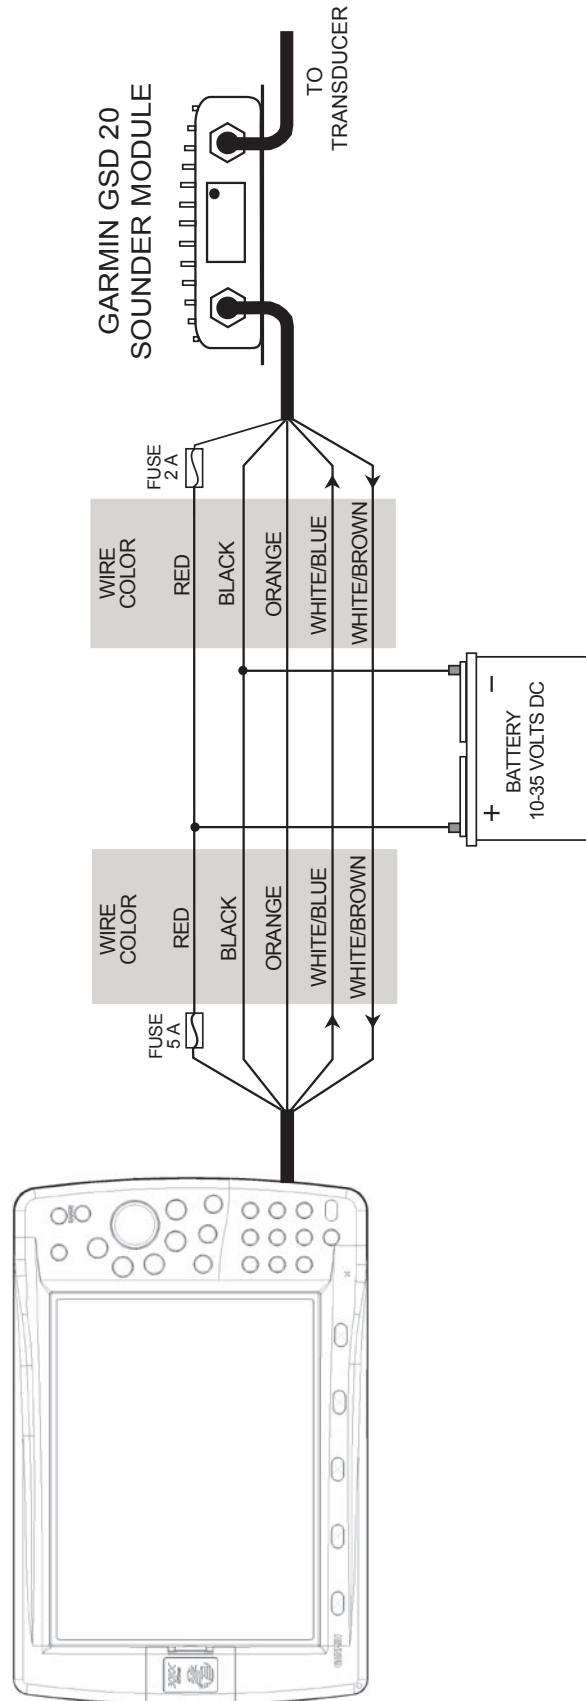 GARMIN GSD 20
SOUNDER MODULE
TO
TRANSDUCER
FUSE
2 A
WIRE
COLOR
RED
BLACK
ORANGE
WHITE/BLUE
WHITE/BROWN
BATTERY
10-35 VOLTS DC
+
−
WIRE
COLOR
RED
BLACK
ORANGE
WHITE/BLUE
WHITE/BROWN
FUSE
5 A